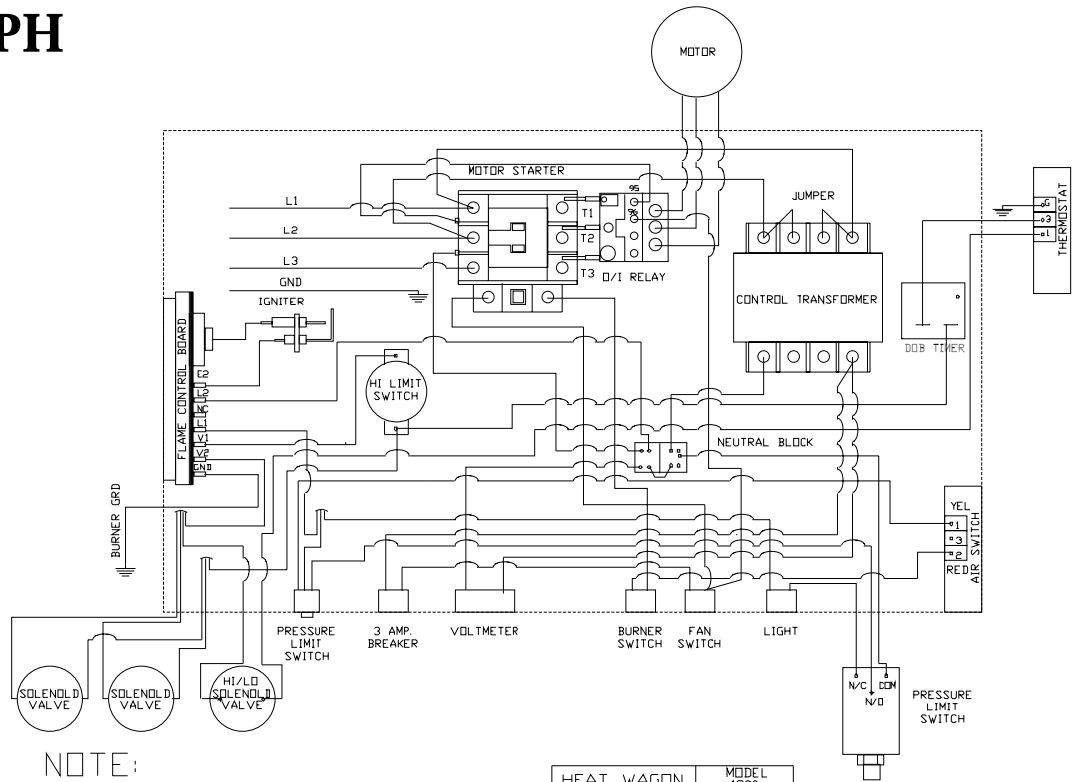 PH
MOTOR
MOTOR STARTER
95
96
JUMPER
L1
T1
L2
T2
L3
T3
O/I RELAY
GND
IGNITER
CONTROL TRANSFORMER
DOB TIMER
G
3
1
THERMOSTAT
FLAME CONTROL BOARD
E2
L2
NC
L1
V1
V2
GND
HI LIMIT
SWITCH
NEUTRAL BLOCK
BURNER GRD
YEL
1
3
2
RED
AIR SWITCH
PRESSURE
LIMIT
SWITCH
3 AMP.
BREAKER
VOLTMETER
BURNER
SWITCH
FAN
SWITCH
LIGHT
SOLENOLD
VALVE
SOLENOLD
VALVE
HI/LO
SOLENOLD
VALVE
N/C COM
N/O
PRESSURE
LIMIT
SWITCH
NOTE:
HEAT WAGON
MODEL